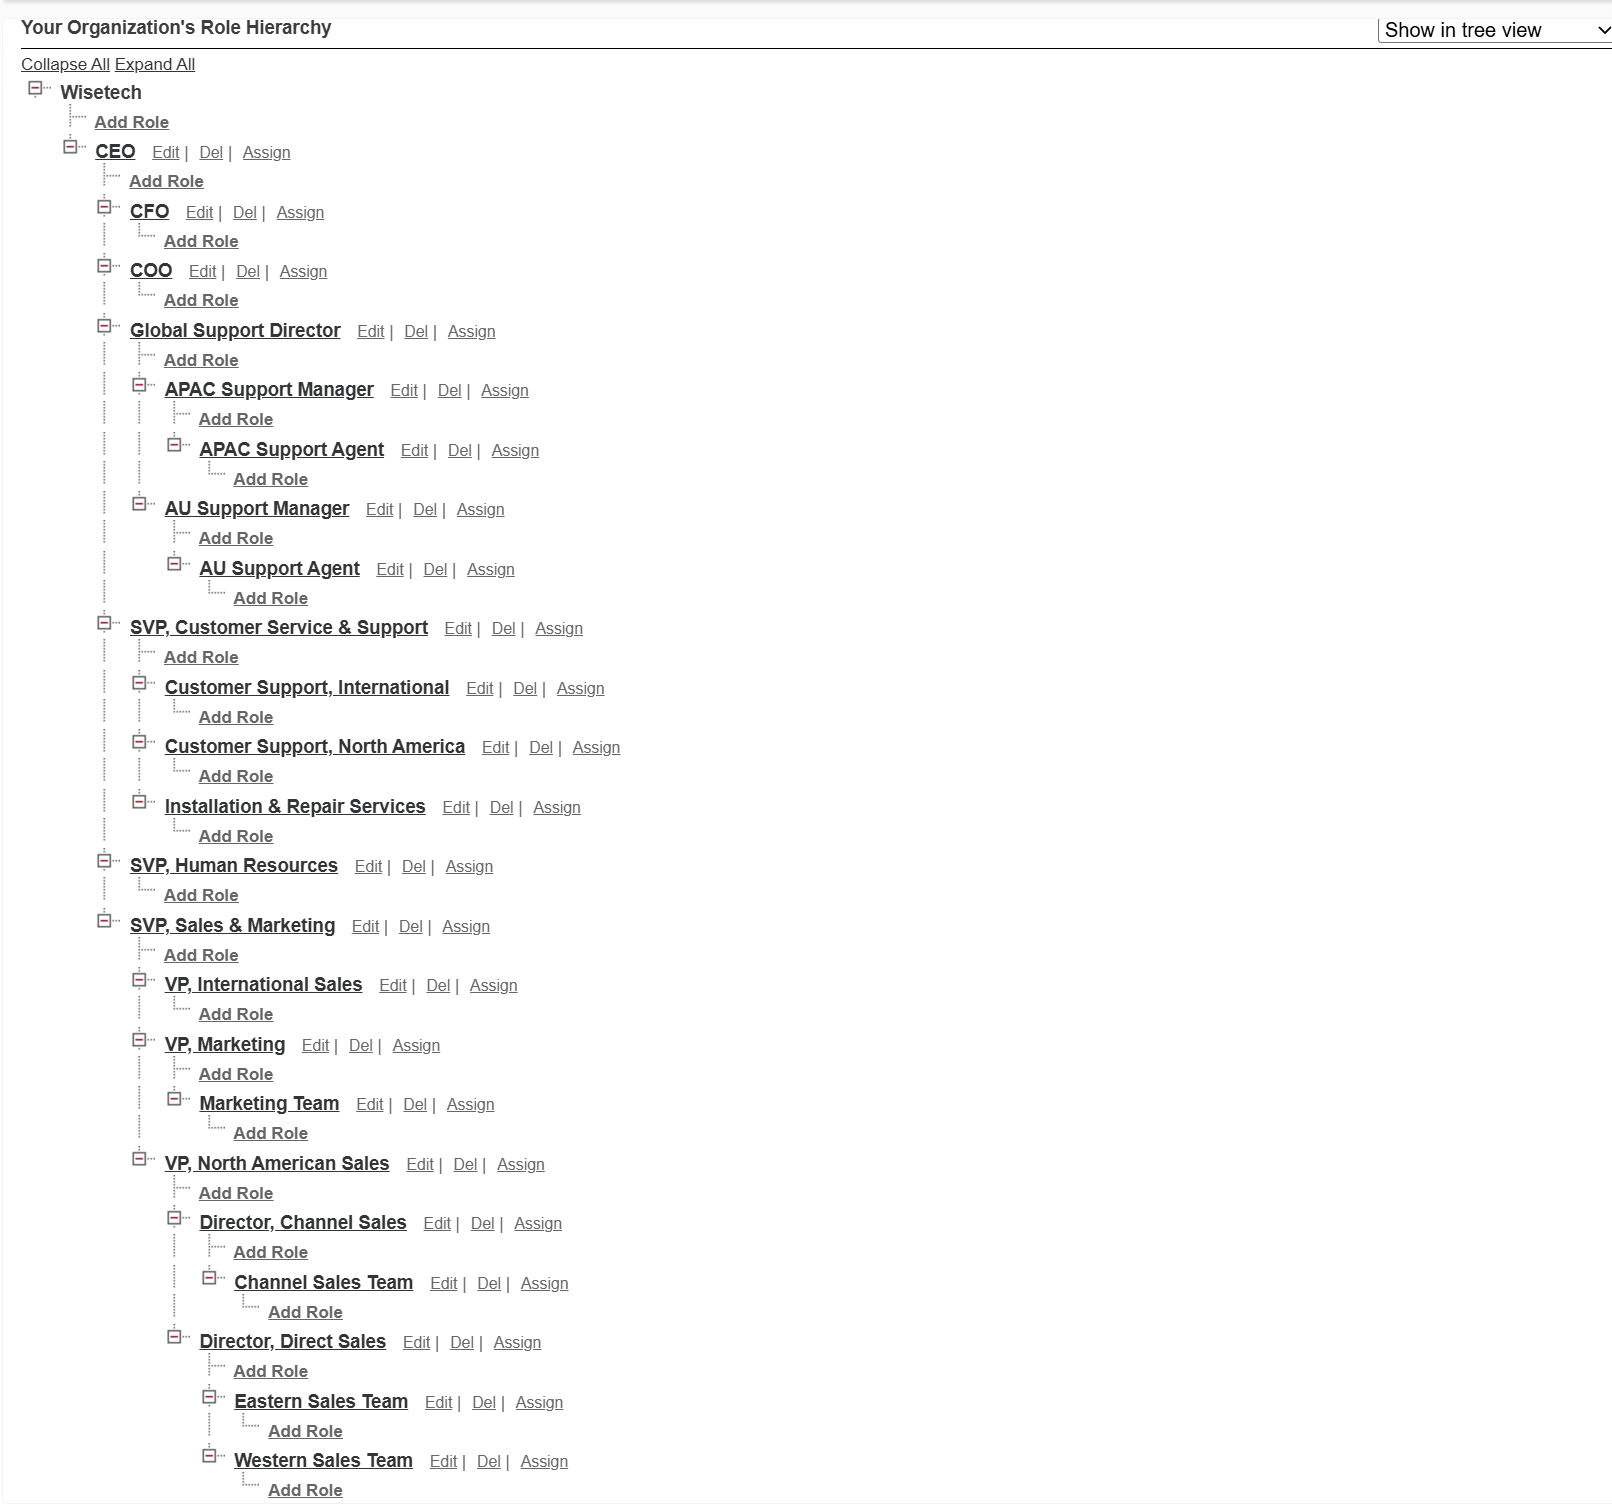 Your Organization's Role Hierarchy Show in tree view
Collapse All Expand All
Wisetech
Add Role
CEO Edit | Del | Assign
Add Role
CFO Edit | Del | Assign
Add Role
COO Edit | Del | Assign
Add Role
Global Support Director Edit | Del | Assign
Add Role
APAC Support Manager Edit | Del | Assign
Add Role
APAC Support Agent Edit | Del | Assign
Add Role
AU Support Manager Edit | Del | Assign
Add Role
AU Support Agent Edit | Del | Assign
Add Role
SVP, Customer Service & Support Edit | Del | Assign
Add Role
Customer Support, International Edit | Del | Assign
Add Role
Customer Support, North America Edit | Del | Assign
Add Role
Installation & Repair Services Edit | Del | Assign
Add Role
SVP, Human Resources Edit | Del | Assign
Add Role
SVP, Sales & Marketing Edit | Del | Assign
Add Role
VP, International Sales Edit | Del | Assign
Add Role
VP, Marketing Edit | Del | Assign
Add Role
Marketing Team Edit | Del | Assign
Add Role
VP, North American Sales Edit | Del | Assign
Add Role
Director, Channel Sales Edit | Del | Assign
Add Role
Channel Sales Team Edit | Del | Assign
Add Role
Director, Direct Sales Edit | Del | Assign
Add Role
Eastern Sales Team Edit | Del | Assign
Add Role
Western Sales Team Edit | Del | Assign
Add Role